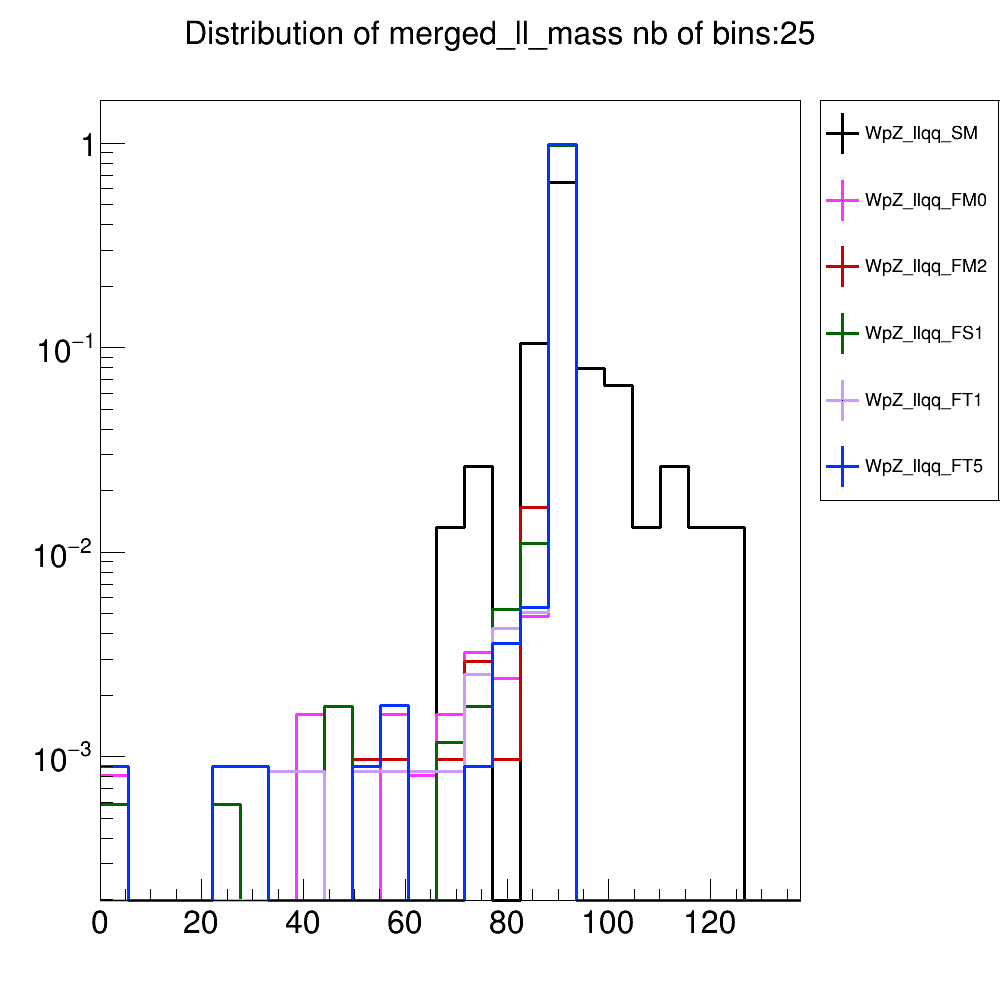 Distribution of merged_ll_mass nb of bins:25
1
10⁻¹
10⁻²
10⁻³
0 20 40 60 80 100 120
WpZ_llqq_SM
WpZ_llqq_FM0
WpZ_llqq_FM2
WpZ_llqq_FS1
WpZ_llqq_FT1
WpZ_llqq_FT5